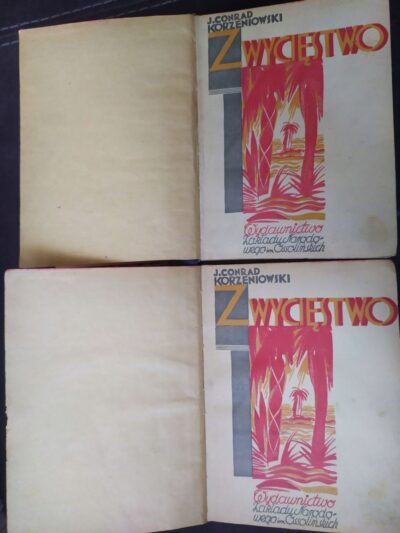 J. CONRAD
KORZENIOWSKI
ZWYCIĘSTWO
Wydawnictwo
Zakładu Narodo-
wego im. Ossolińskich
J. CONRAD
KORZENIOWSKI
ZWYCIĘSTWO
Wydawnictwo
Zakładu Narodo-
wego im. Ossolińskich